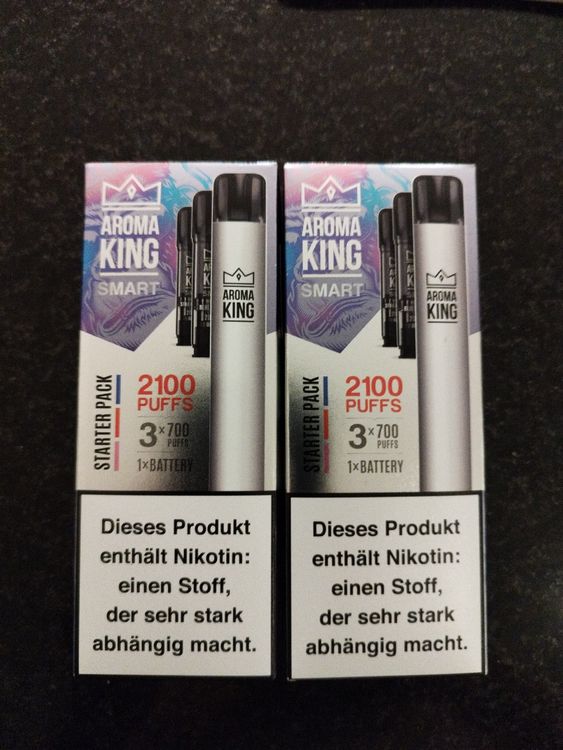 AROMA
KING
SMART
AROMA
KING
STARTER PACK
2100
PUFFS
3 × 700
PUFFS
1×BATTERY
Dieses Produkt
enthält Nikotin:
einen Stoff,
der sehr stark
abhängig macht.
AROMA
KING
SMART
AROMA
KING
STARTER PACK
2100
PUFFS
3 × 700
PUFFS
1×BATTERY
Dieses Produkt
enthält Nikotin:
einen Stoff,
der sehr stark
abhängig macht.